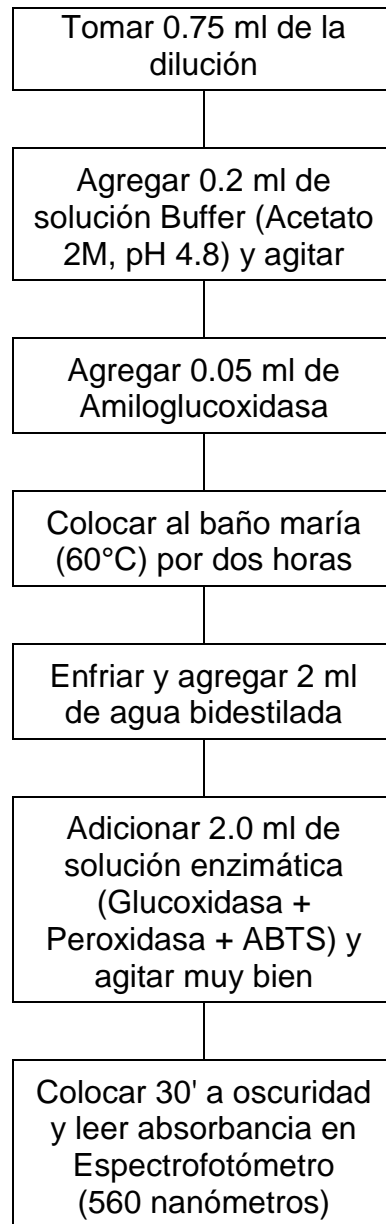 Tomar 0.75 ml de la
dilución
Agregar 0.2 ml de
solución Buffer (Acetato
2M, pH 4.8) y agitar
Agregar 0.05 ml de
Amiloglucoxidasa
Colocar al baño maría
(60°C) por dos horas
Enfriar y agregar 2 ml
de agua bidestilada
Adicionar 2.0 ml de
solución enzimática
(Glucoxidasa +
Peroxidasa + ABTS) y
agitar muy bien
Colocar 30' a oscuridad
y leer absorbancia en
Espectrofotómetro
(560 nanómetros)